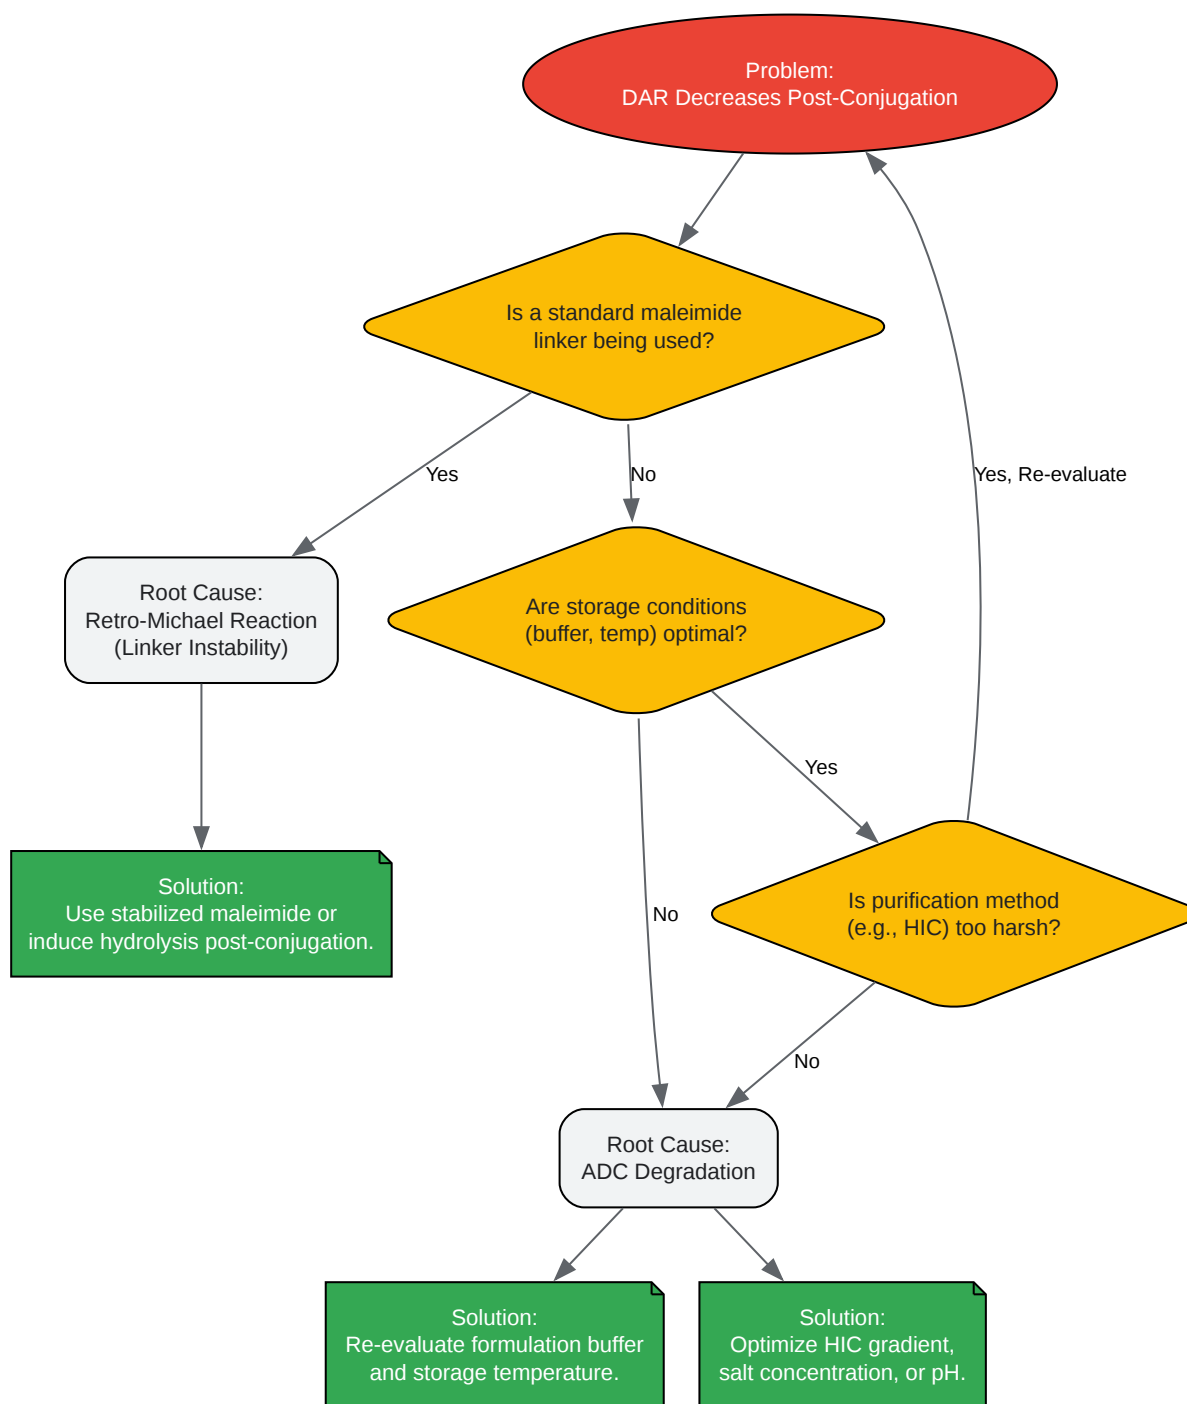 Problem:
DAR Decreases Post-Conjugation
Is a standard maleimide
linker being used?
Yes
No
Yes, Re-evaluate
Root Cause:
Retro-Michael Reaction
(Linker Instability)
Are storage conditions
(buffer, temp) optimal?
Yes
Solution:
Use stabilized maleimide or
induce hydrolysis post-conjugation.
No
Is purification method
(e.g., HIC) too harsh?
No
Root Cause:
ADC Degradation
Solution:
Re-evaluate formulation buffer
and storage temperature.
Solution:
Optimize HIC gradient,
salt concentration, or pH.